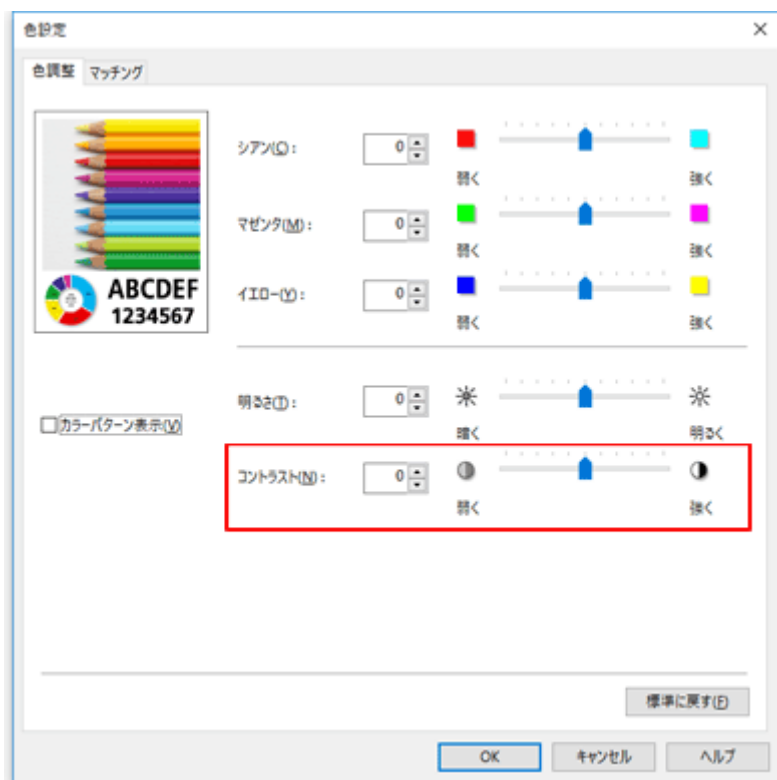 色設定
色調整 マッチング
シアン(C): 0
弱く 強く
マゼンタ(M): 0
弱く 強く
イエロー(Y): 0
弱く 強く
ABCDEF
1234567
明るさ(T): 0
暗く 明るく
カラーパターン表示(V)
コントラスト(N): 0
弱く 強く
標準に戻す(F)
OK キャンセル ヘルプ